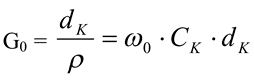 G₀ = d_K / ρ = ω₀ · C_K · d_K